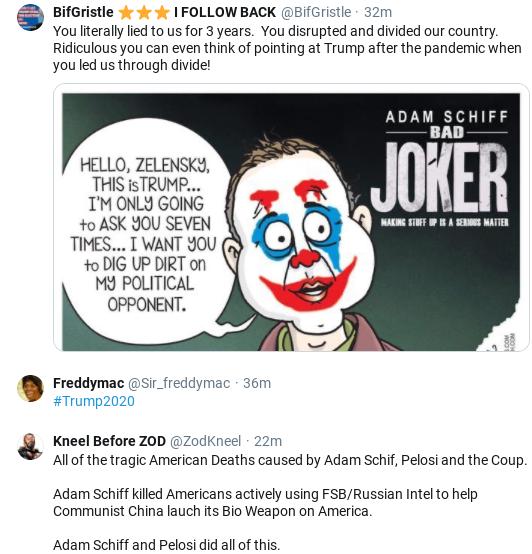 BifGristle ⭐⭐⭐ I FOLLOW BACK @BifGristle · 32m
You literally lied to us for 3 years. You disrupted and divided our country.
Ridiculous you can even think of pointing at Trump after the pandemic when
you led us through divide!
ADAM SCHIFF
BAD
JOKER
MAKING STUFF UP IS A SERIOUS MATTER
HELLO, ZELENSKY,
THIS is TRUMP...
I'M ONLY GOING
to ASK YOU SEVEN
TIMES... I WANT YOU
to DIG UP DIRT on
MY POLITICAL
OPPONENT.
Freddymac @Sir_freddymac · 36m
#Trump2020
Kneel Before ZOD @ZodKneel · 22m
All of the tragic American Deaths caused by Adam Schif, Pelosi and the Coup.
Adam Schiff killed Americans actively using FSB/Russian Intel to help
Communist China lauch its Bio Weapon on America.
Adam Schiff and Pelosi did all of this.